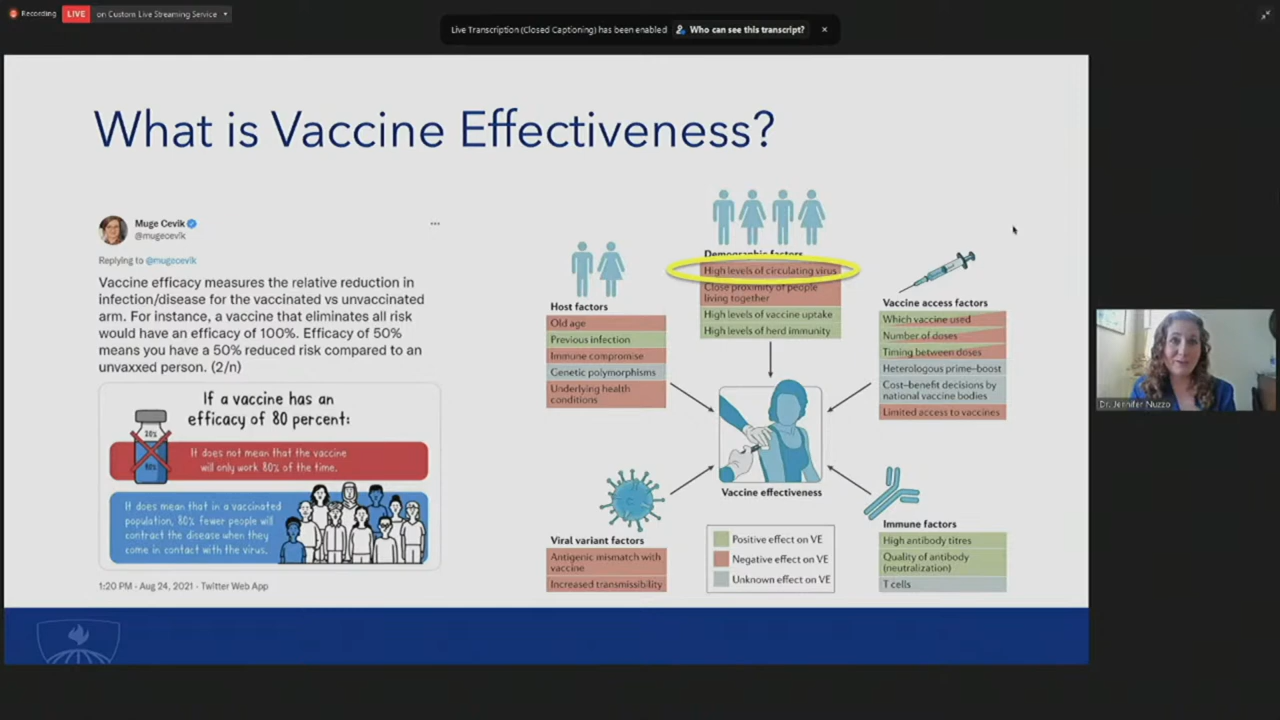 Recording
LIVE
on Custom Live Streaming Service
Live Transcription (Closed Captioning) has been enabled
Who can see this transcript?
What is Vaccine Effectiveness?
Muge Cevik
@mugecevik
Replying to @mugecevik
Vaccine efficacy measures the relative reduction in
infection/disease for the vaccinated vs unvaccinated
arm. For instance, a vaccine that eliminates all risk
would have an efficacy of 100%. Efficacy of 50%
means you have a 50% reduced risk compared to an
unvaxxed person. (2/n)
If a vaccine has an
efficacy of 80 percent:
It does not mean that the vaccine
will only work 80% of the time.
It does mean that in a vaccinated
population, 80% fewer people will
contract the disease when they
come in contact with the virus.
1:20 PM · Aug 24, 2021 · Twitter Web App
Host factors
Old age
Previous infection
Immune compromise
Genetic polymorphisms
Underlying health
conditions
Demographic factors
High levels of circulating virus
Close proximity of people
living together
High levels of vaccine uptake
High levels of herd immunity
Vaccine access factors
Which vaccine used
Number of doses
Timing between doses
Heterologous prime–boost
Cost–benefit decisions by
national vaccine bodies
Limited access to vaccines
Vaccine effectiveness
Viral variant factors
Antigenic mismatch with
vaccine
Increased transmissibility
Positive effect on VE
Negative effect on VE
Unknown effect on VE
Immune factors
High antibody titres
Quality of antibody
(neutralization)
T cells
Dr. Jennifer Nuzzo